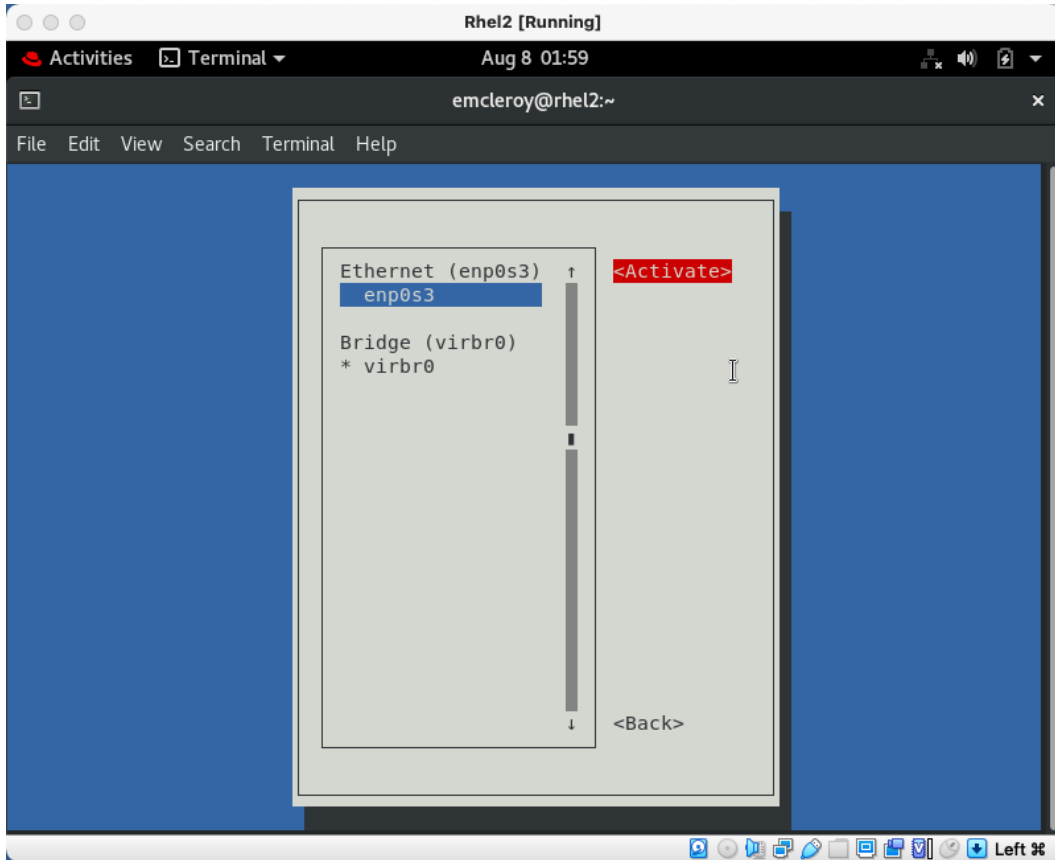 Rhel2 [Running]
Activities Terminal Aug 8 01:59
emcleroy@rhel2:~
File Edit View Search Terminal Help
Ethernet (enp0s3) <Activate>
enp0s3
Bridge (virbr0)
* virbr0
<Back>
Left ⌘